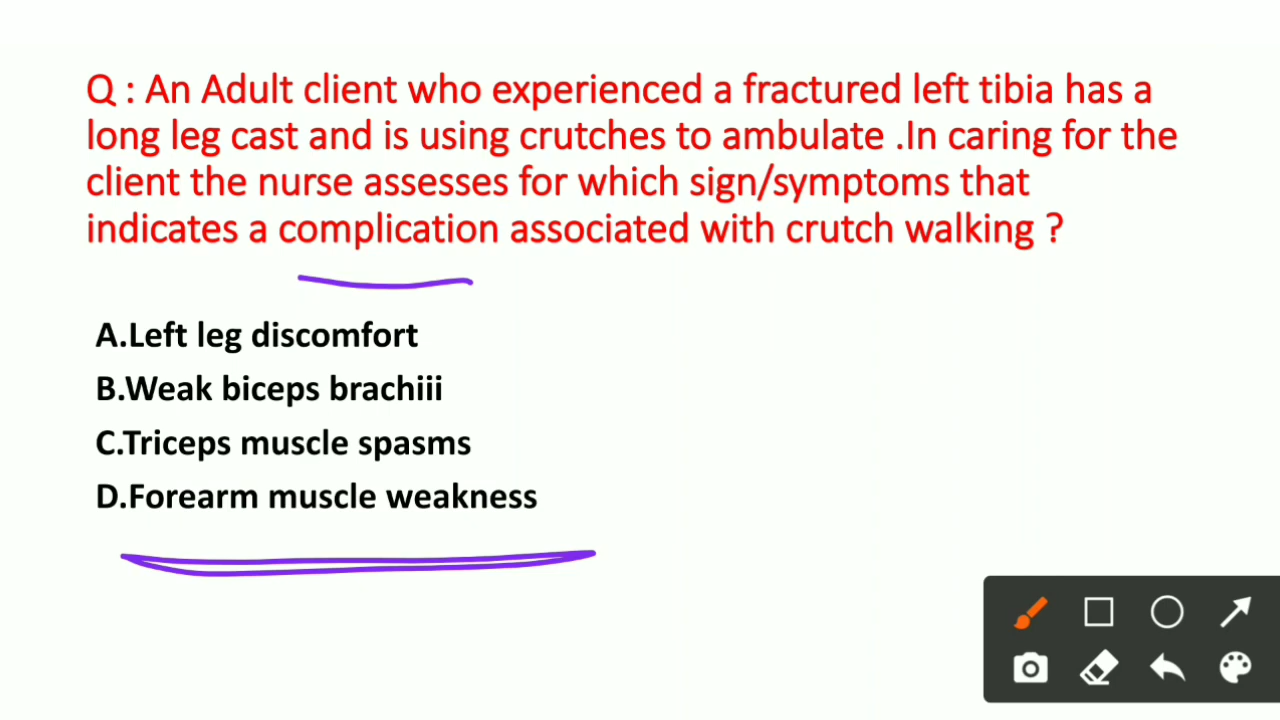 Q : An Adult client who experienced a fractured left tibia has a
long leg cast and is using crutches to ambulate .In caring for the
client the nurse assesses for which sign/symptoms that
indicates a complication associated with crutch walking ?
A.Left leg discomfort
B.Weak biceps brachiii
C.Triceps muscle spasms
D.Forearm muscle weakness